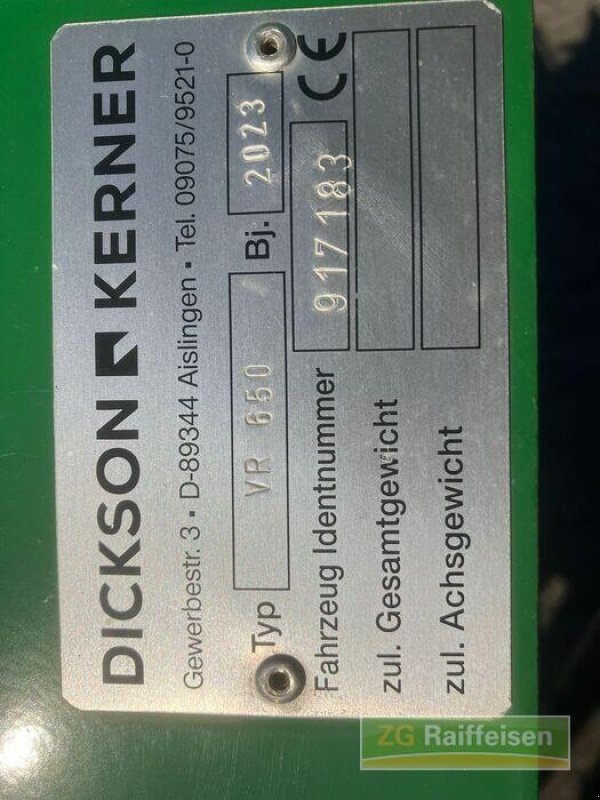 DICKSON KERNER
Gewerbestr. 3 • D-89344 Aislingen • Tel. 09075/9521-0
Typ VR 650 Bj. 2023
Fahrzeug Identnummer 917183 CE
zul. Gesamtgewicht
zul. Achsgewicht
ZG Raiffeisen